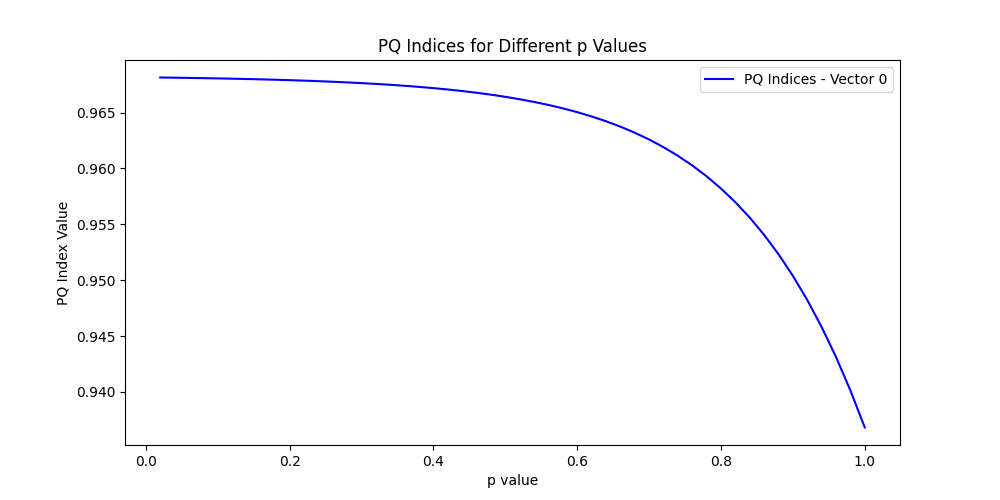 PQ Indices for Different p Values
PQ Indices - Vector 0
PQ Index Value
0.965
0.960
0.955
0.950
0.945
0.940
0.0 0.2 0.4 0.6 0.8 1.0
p value